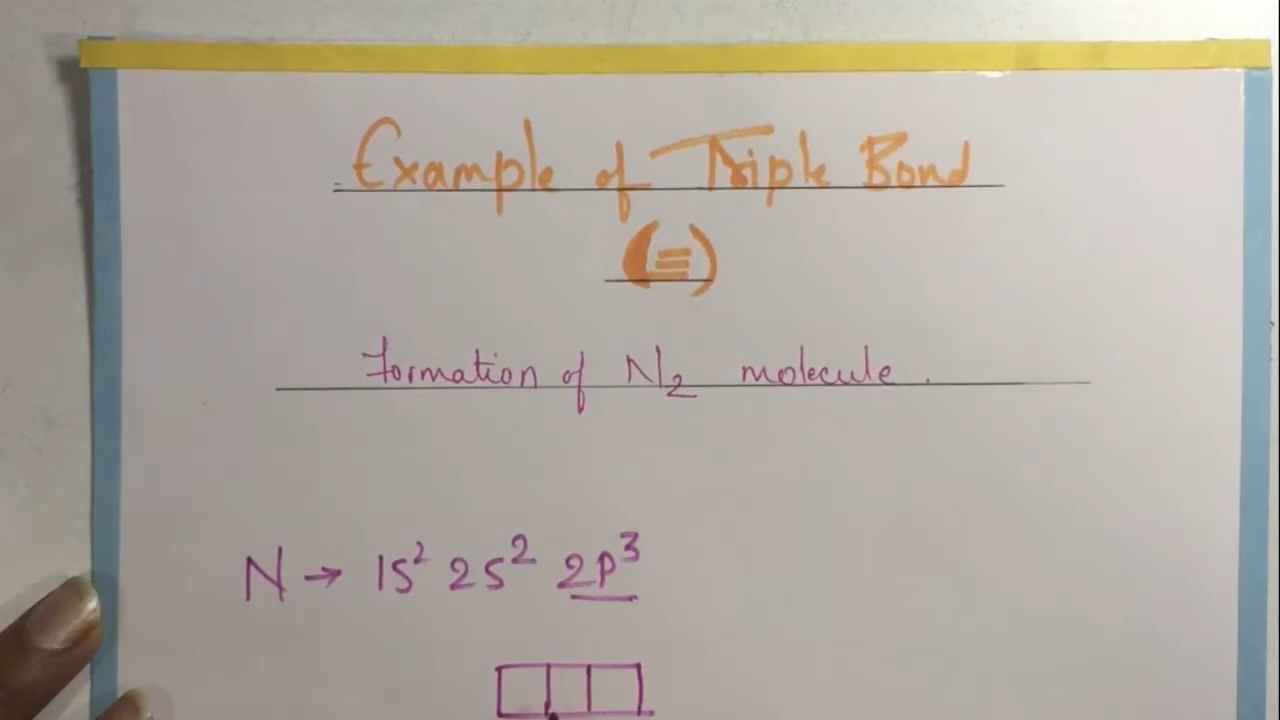 Example of Triple Bond
(≡)
Formation of N₂ molecule.
N → 1S² 2S² 2P³